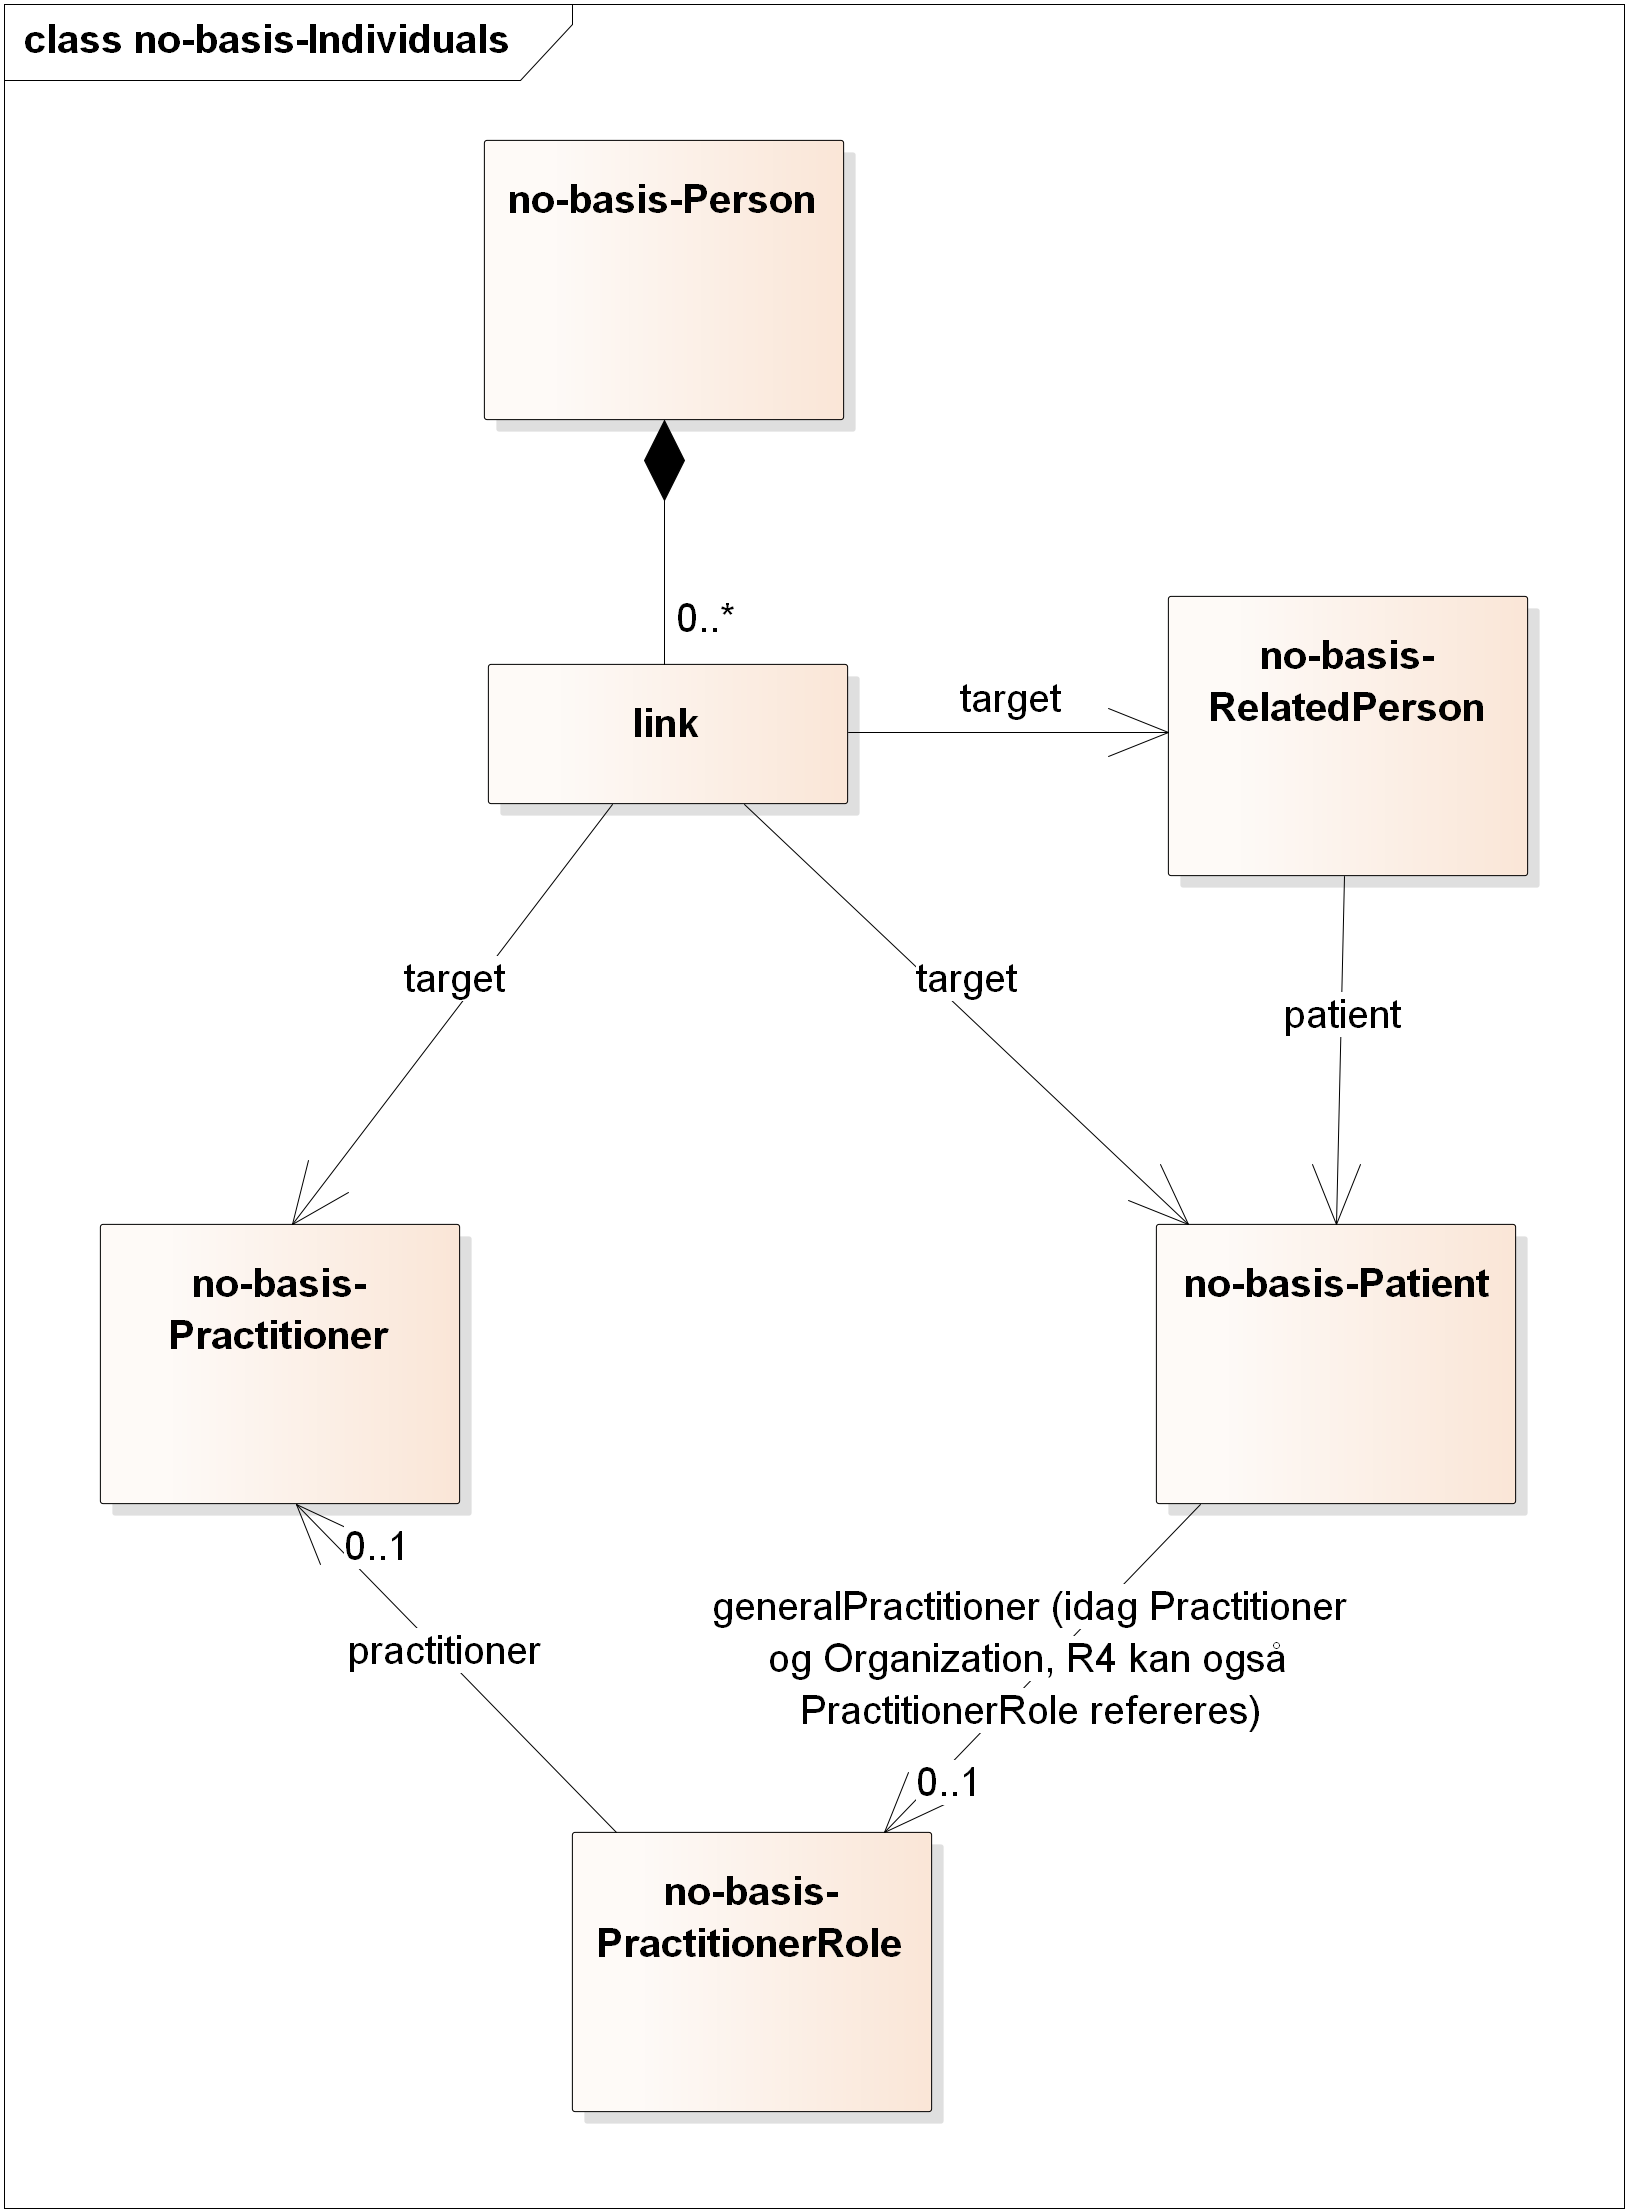 class no-basis-Individuals
no-basis-Person
0..*
link
target
no-basis-
RelatedPerson
target
target
patient
no-basis-
Practitioner
no-basis-Patient
0..1
practitioner
generalPractitioner (idag Practitioner
og Organization, R4 kan også
PractitionerRole refereres)
0..1
no-basis-
PractitionerRole